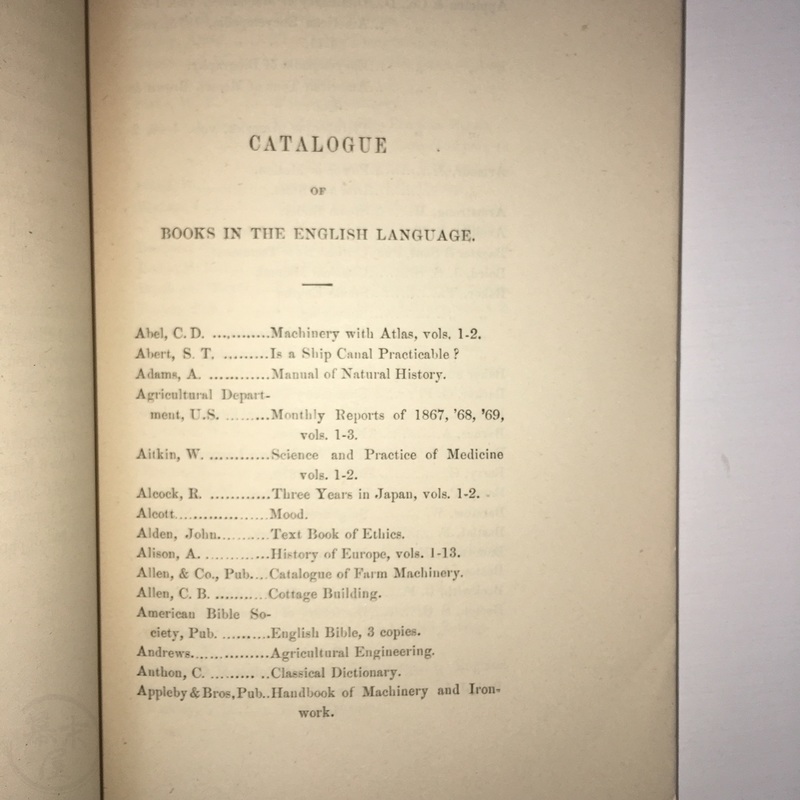 CATALOGUE
OF
BOOKS IN THE ENGLISH LANGUAGE.
Abel, C. D. ............Machinery with Atlas, vols. 1-2.
Abert, S. T. .........Is a Ship Canal Practicable?
Adams, A. ............Manual of Natural History.
Agricultural Depart-
ment, U.S. .........Monthly Reports of 1867, '68, '69,
vols. 1-3.
Aitkin, W. ............Science and Practice of Medicine
vols. 1-2.
Alcock, R. ............Three Years in Japan, vols. 1-2.
Alcott..................Mood.
Alden, John..........Text Book of Ethics.
Alison, A. ............History of Europe, vols. 1-13.
Allen, & Co., Pub....Catalogue of Farm Machinery.
Allen, C. B. ..........Cottage Building.
American Bible So-
ciety, Pub. ..........English Bible, 3 copies.
Andrews...............Agricultural Engineering.
Anthon, C. ......... ..Classical Dictionary.
Appleby & Bros, Pub..Handbook of Machinery and Iron-
work.